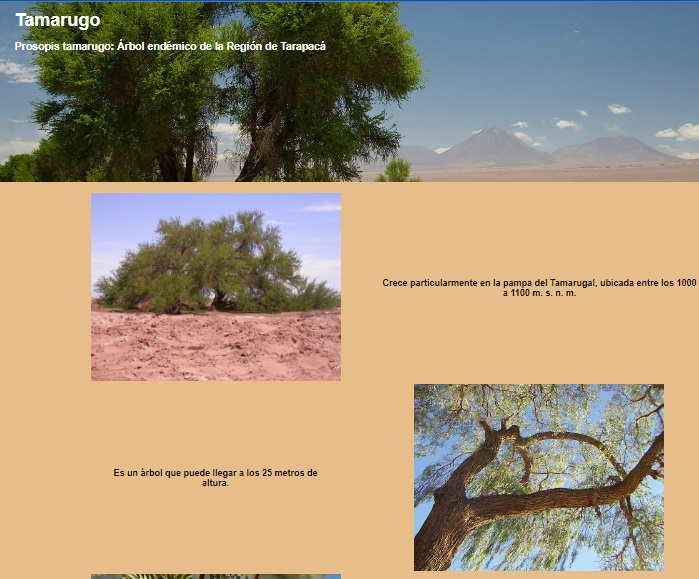 Tamarugo
Prosopis tamarugo: Árbol endémico de la Región de Tarapacá
Crece particularmente en la pampa del Tamarugal, ubicada entre los 1000
a 1100 m. s. n. m.
Es un árbol que puede llegar a los 25 metros de
altura.